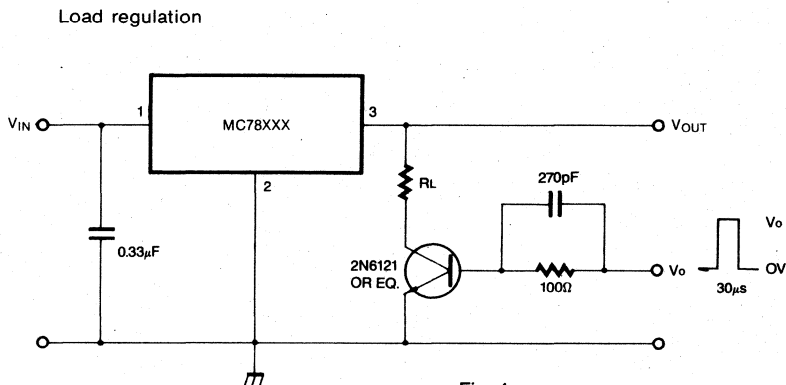 Load regulation
MC78XXX
1
3
2
VIN
VOUT
0.33μF
RL
270pF
2N6121
OR EQ.
100Ω
Vo
Vo
OV
30μs